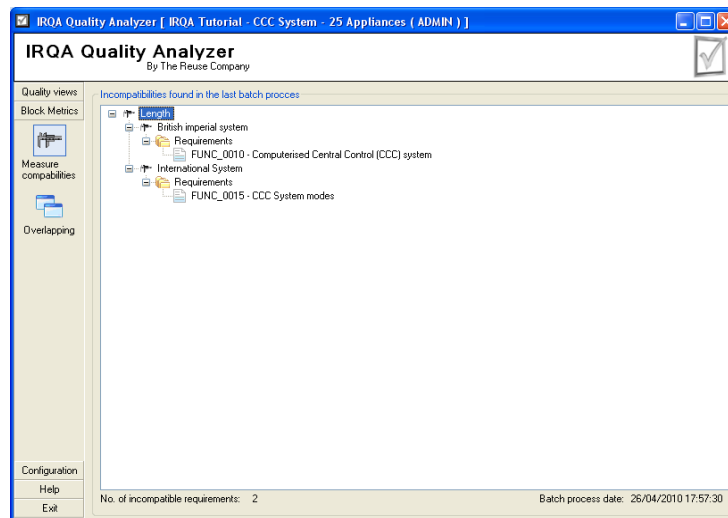 IRQA Quality Analyzer [ IRQA Tutorial - CCC System - 25 Appliances ( ADMIN ) ]
IRQA Quality Analyzer
By The Reuse Company
Quality views
Block Metrics
Measure
compabilities
Overlapping
Incompatibilities found in the last batch procces
Length
British imperial system
Requirements
FUNC_0010 - Computerised Central Control (CCC) system
International System
Requirements
FUNC_0015 - CCC System modes
Configuration
Help
Exit
No. of incompatible requirements: 2
Batch process date: 26/04/2010 17:57:30